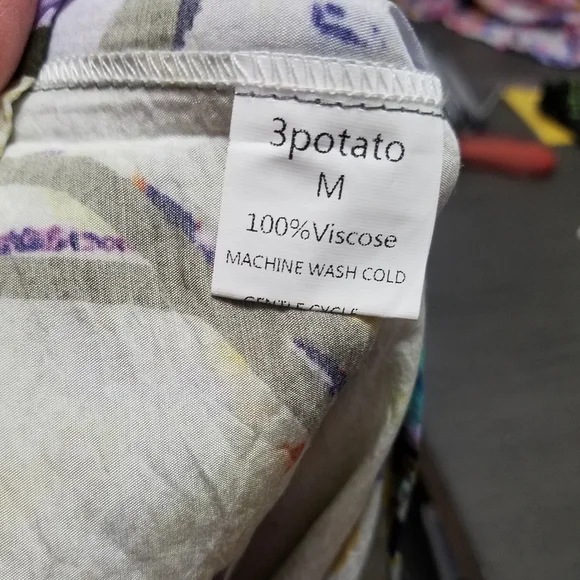 3potato
M
100%Viscose
MACHINE WASH COLD
GENTLE CYCLE